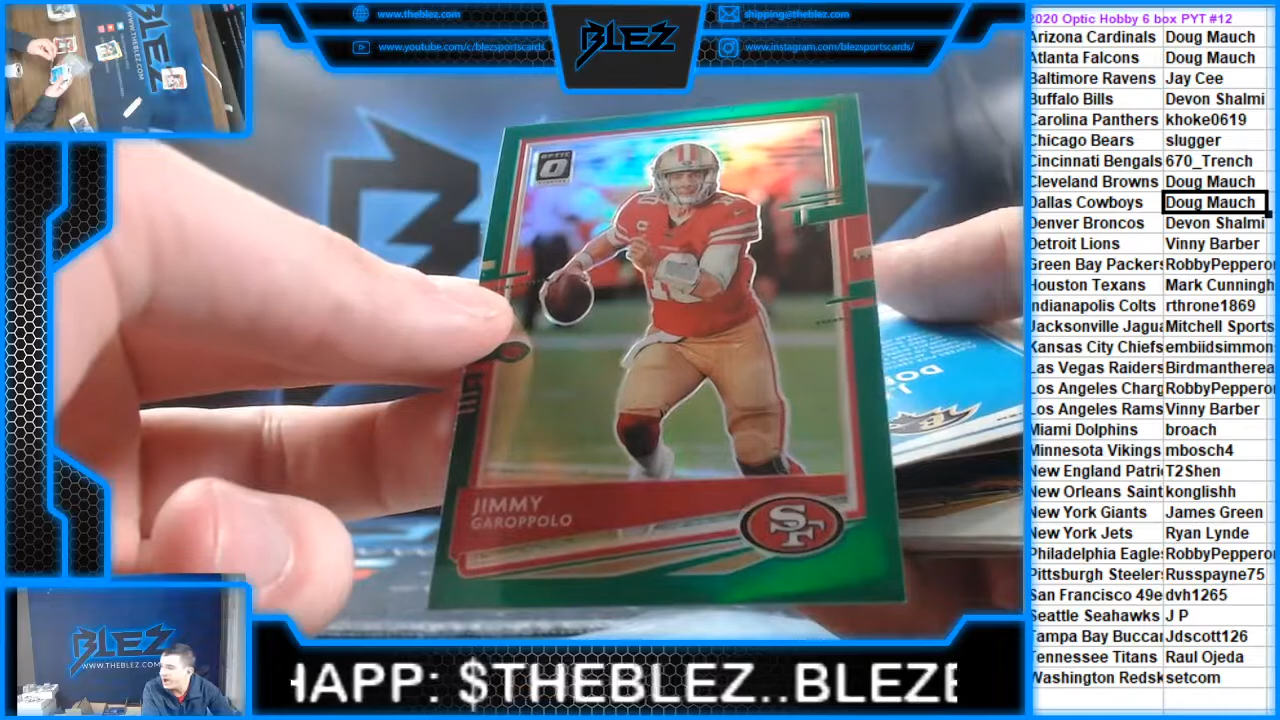 www.theblez.com
shipping@theblez.com
www.youtube.com/c/blezsportscards
www.instagram.com/blezsportscards/
BLEZ
OPTIC
JIMMY
GAROPPOLO
SF
BLEZ
WWW.THEBLEZ.COM
HAPP: $THEBLEZ..BLEZE
2020 Optic Hobby 6 box PYT #12
Arizona Cardinals Doug Mauch
Atlanta Falcons Doug Mauch
Baltimore Ravens Jay Cee
Buffalo Bills Devon Shalmi
Carolina Panthers khoke0619
Chicago Bears slugger
Cincinnati Bengals 670_Trench
Cleveland Browns Doug Mauch
Dallas Cowboys Doug Mauch
Denver Broncos Devon Shalmi
Detroit Lions Vinny Barber
Green Bay Packers RobbyPeppero
Houston Texans Mark Cunningh
Indianapolis Colts rthrone1869
Jacksonville Jagua Mitchell Sports
Kansas City Chiefs embiidsimmon
Las Vegas Raiders Birdmantherea
Los Angeles Charg RobbyPeppero
Los Angeles Rams Vinny Barber
Miami Dolphins broach
Minnesota Vikings mbosch4
New England Patri T2Shen
New Orleans Saint konglishh
New York Giants James Green
New York Jets Ryan Lynde
Philadelphia Eagle RobbyPeppero
Pittsburgh Steeler Russpayne75
San Francisco 49e dvh1265
Seattle Seahawks J P
Tampa Bay Buccar Jdscott126
Tennessee Titans Raul Ojeda
Washington Redsk setcom